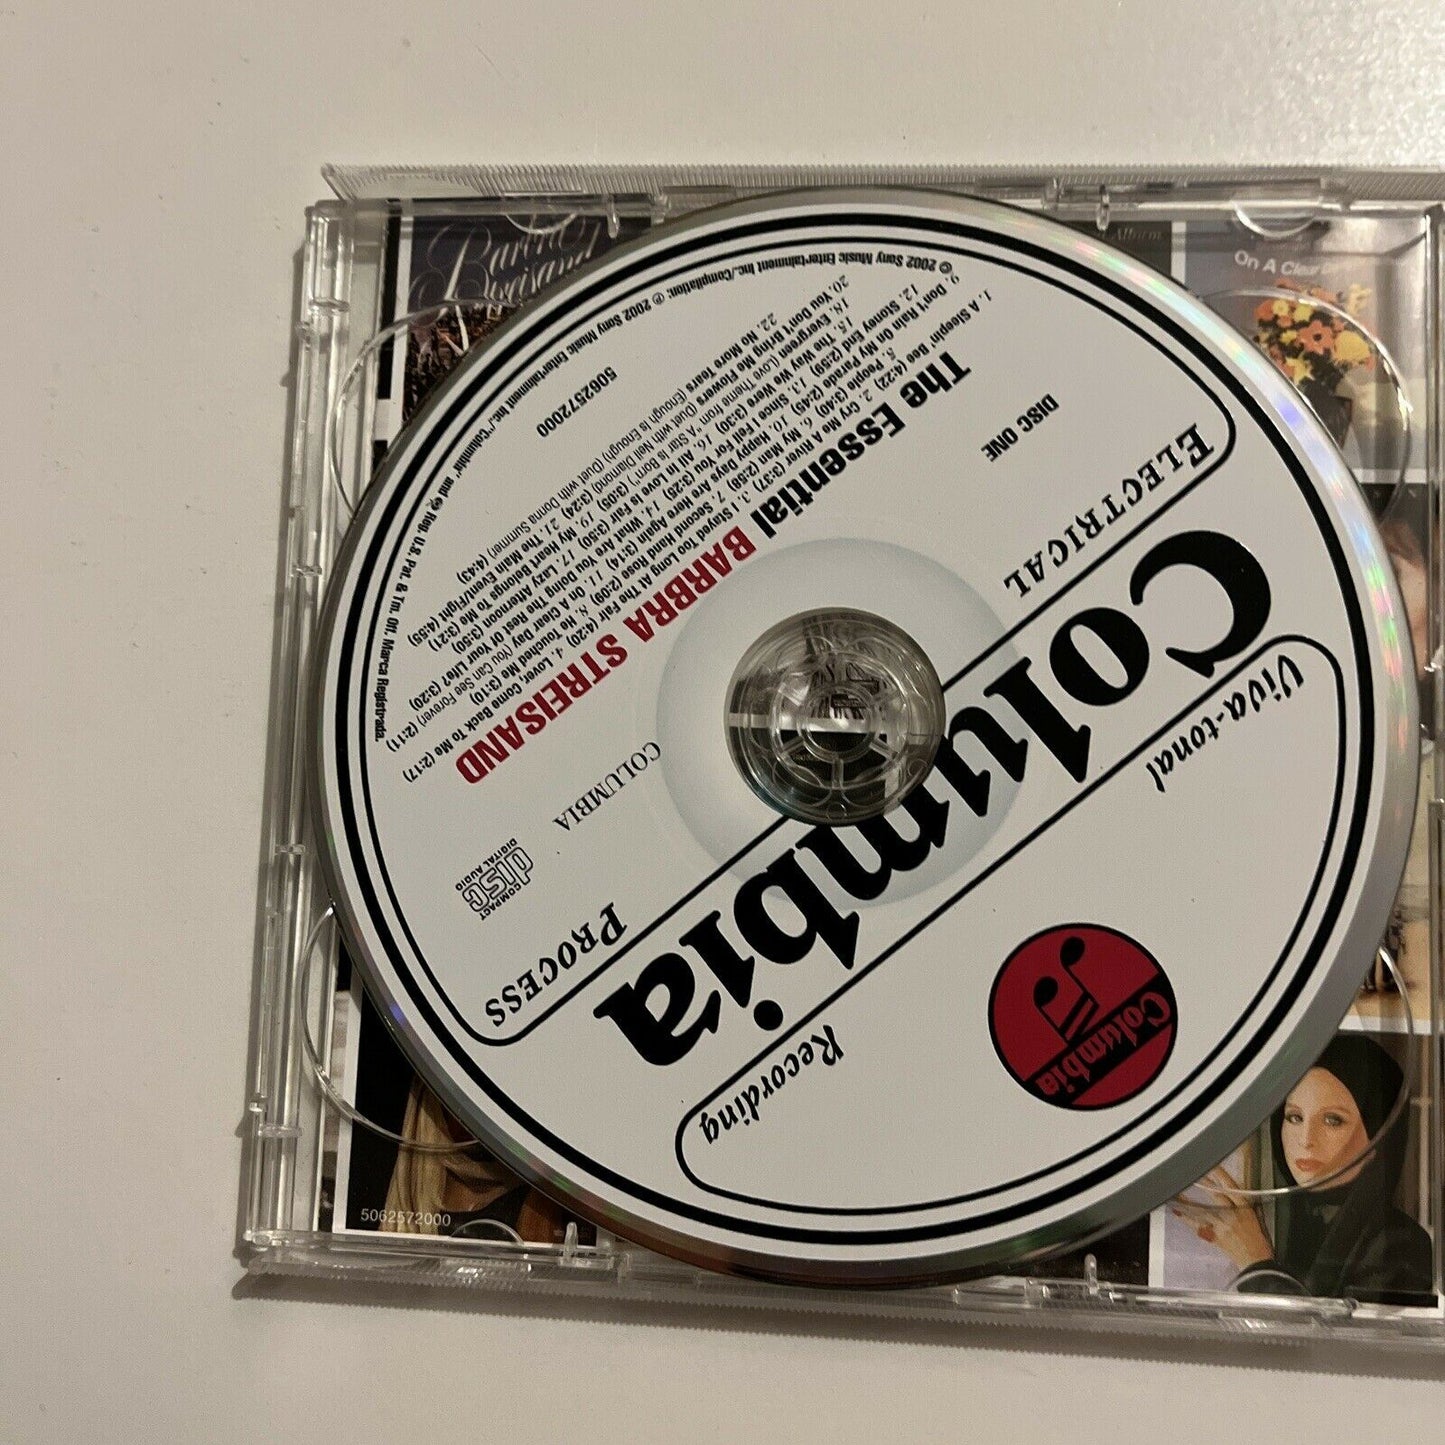 Viva-tonal
Recording
Columbia
Columbia
ELECTRICAL
PROCESS
DISC ONE
COLUMBIA
COMPACT
disc
DIGITAL AUDIO
The Essential BARBRA STREISAND
1. A Sleepin' Bee (4:22) 2. Cry Me A River (3:37) 3. I Stayed Too Long At The Fair (4:20) 4. Lover, Come Back To Me (2:17)
5. People (3:40) 6. My Man (2:58) 7. Second Hand Rose (2:09) 8. He Touched Me (3:10)
9. Don't Rain On My Parade (2:45) 10. Happy Days Are Here Again (3:14) 11. On A Clear Day (You Can See Forever) (2:11)
12. Stoney End (2:59) 13. Since I Fell For You (3:25) 14. What Are You Doing The Rest of Your Life? (3:20)
15. The Way We Were (3:30) 16. All in Love Is Fair (3:50) 17. Lazy Afternoon (3:50)
18. Evergreen (Love Theme from "A Star is Born") (3:05) 19. My Heart Belongs To Me (3:21)
20. You Don't Bring Me Flowers (Duet with Neil Diamond) (3:24) 21. The Main Event/Fight (4:59)
22. No More Tears (Enough Is Enough) (Duet with Donna Summer) (4:43)
5062572000
© 2002 Sony Music Entertainment Inc./Compilation: ℗ 2002 Sony Music Entertainment Inc./"Columbia" and Reg. U.S. Pat. & Tm. Off. Marca Registrada.
Album
On A Clear
5062572000